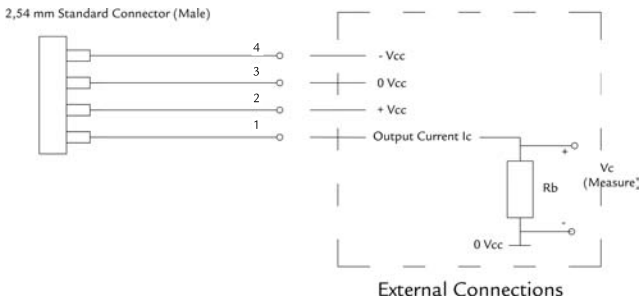 2,54 mm Standard Connector (Male)
4
- Vcc
3
0 Vcc
2
+ Vcc
1
Output Current Ic
+
Vc
(Measure)
Rb
-
0 Vcc
External Connections